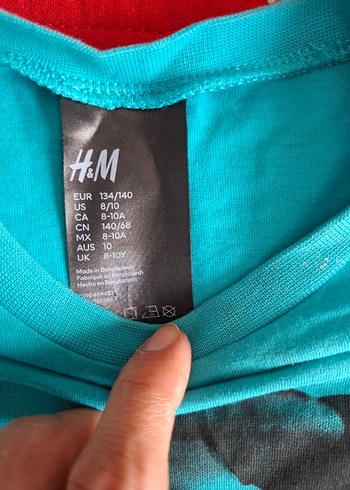 H&M
EUR 134/140
US 8/10
CA 8-10A
CN 140/68
MX 8-10A
AUS 10
UK 8-10Y
Made in Bangladesh
Fabriqué au Bangladesh
Hecho en Bangladesh